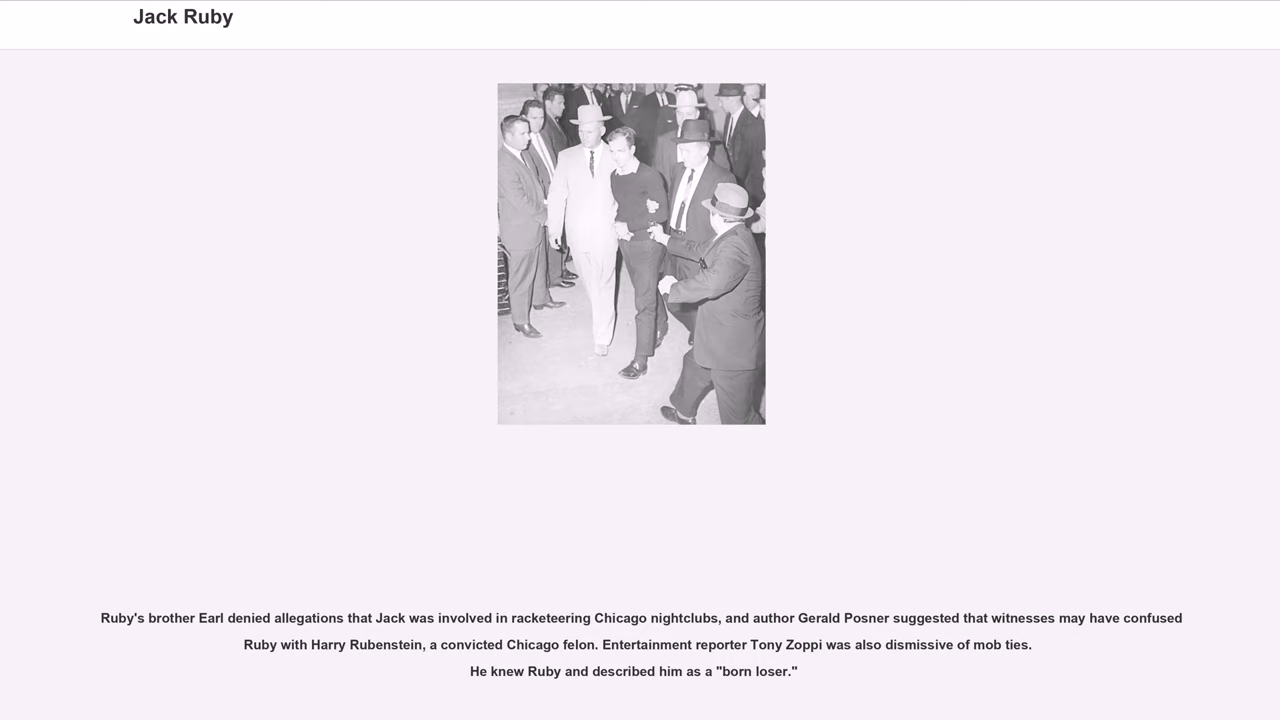 Jack Ruby
Ruby's brother Earl denied allegations that Jack was involved in racketeering Chicago nightclubs, and author Gerald Posner suggested that witnesses may have confused
Ruby with Harry Rubenstein, a convicted Chicago felon. Entertainment reporter Tony Zoppi was also dismissive of mob ties.
He knew Ruby and described him as a "born loser."